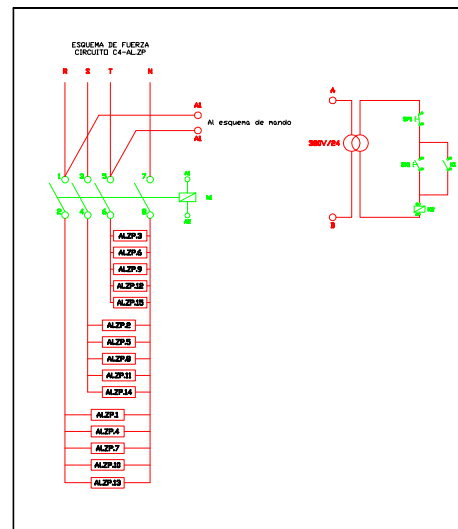 ESQUEMA DE FUERZA
CIRCUITO C4-ALZP
R S T N
A1
Al esquema de mando
A1
1 3 5 7
2 4 6 8
A1
A2
ALZP.3
ALZP.6
ALZP.9
ALZP.12
ALZP.15
ALZP.2
ALZP.5
ALZP.8
ALZP.11
ALZP.14
ALZP.1
ALZP.4
ALZP.7
ALZP.10
ALZP.13
A
380V/24
B